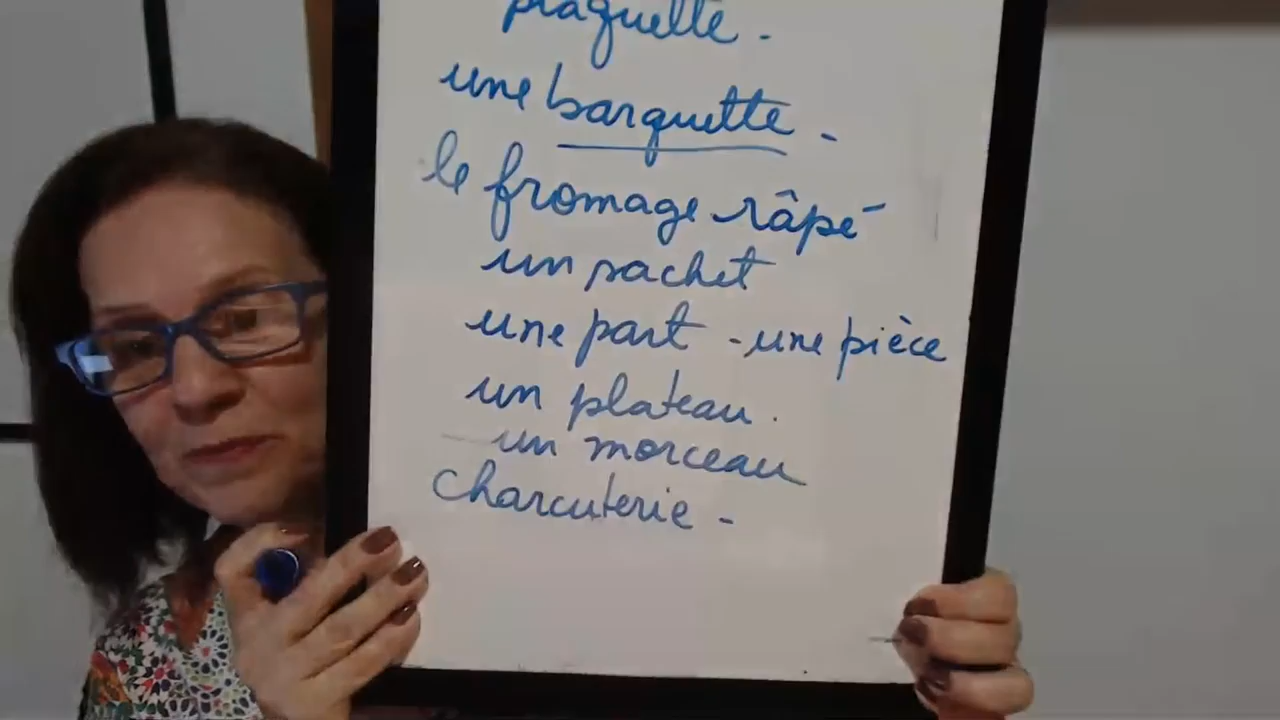 plaquette.
une barquette.
le fromage râpé
un sachet
une part - une pièce
un plateau.
un morceau
charcuterie -